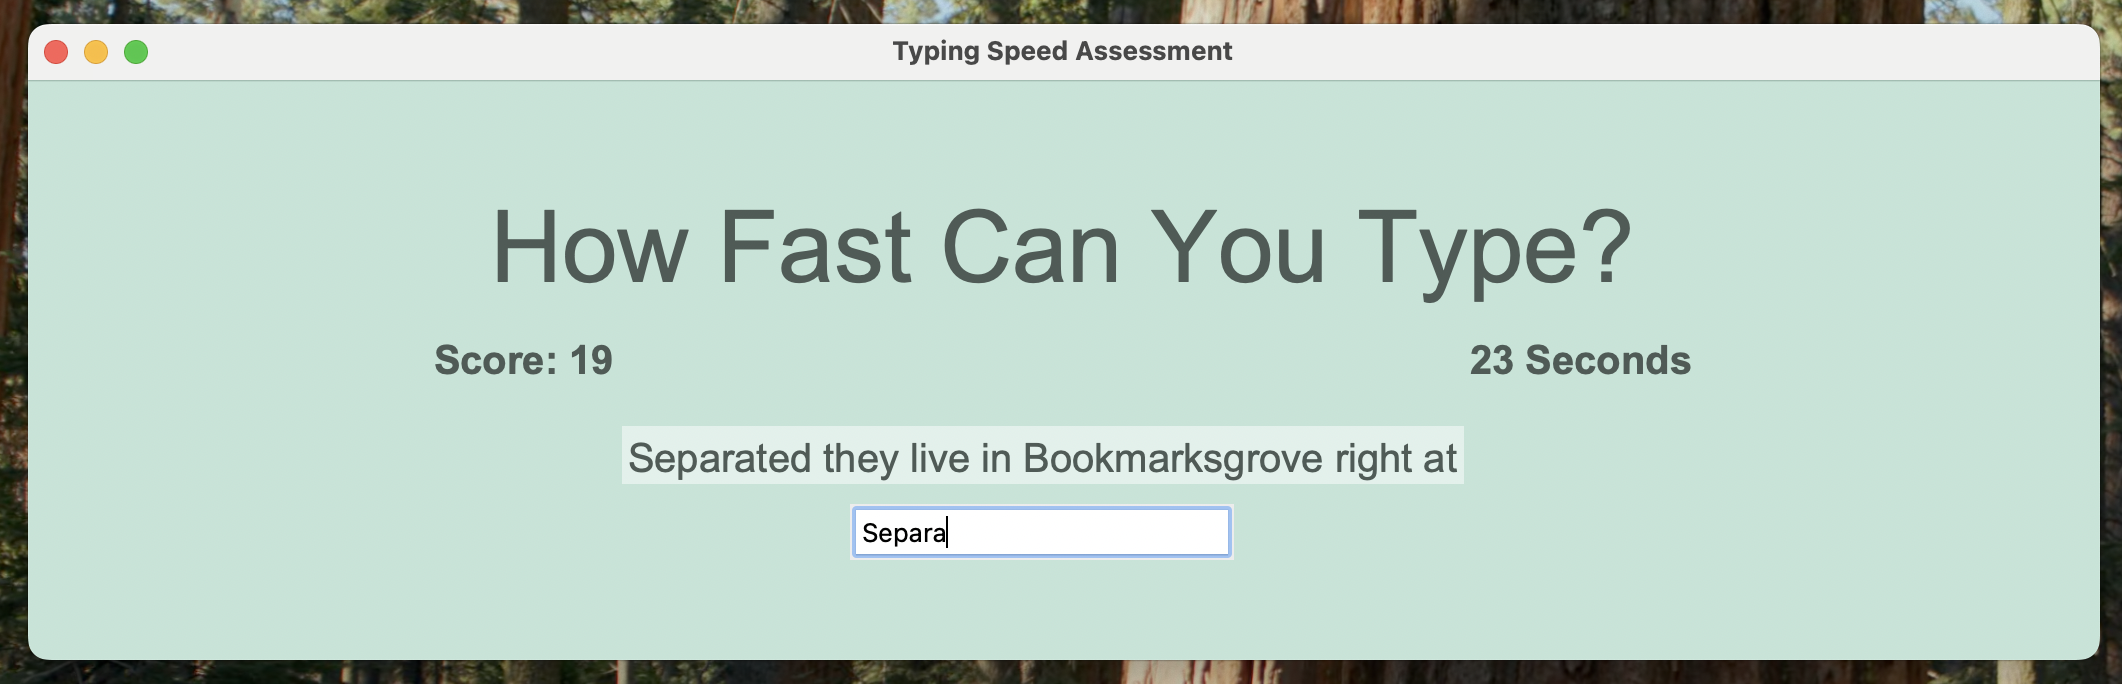 Typing Speed Assessment
How Fast Can You Type?
Score: 19
23 Seconds
Separated they live in Bookmarksgrove right at
Separa